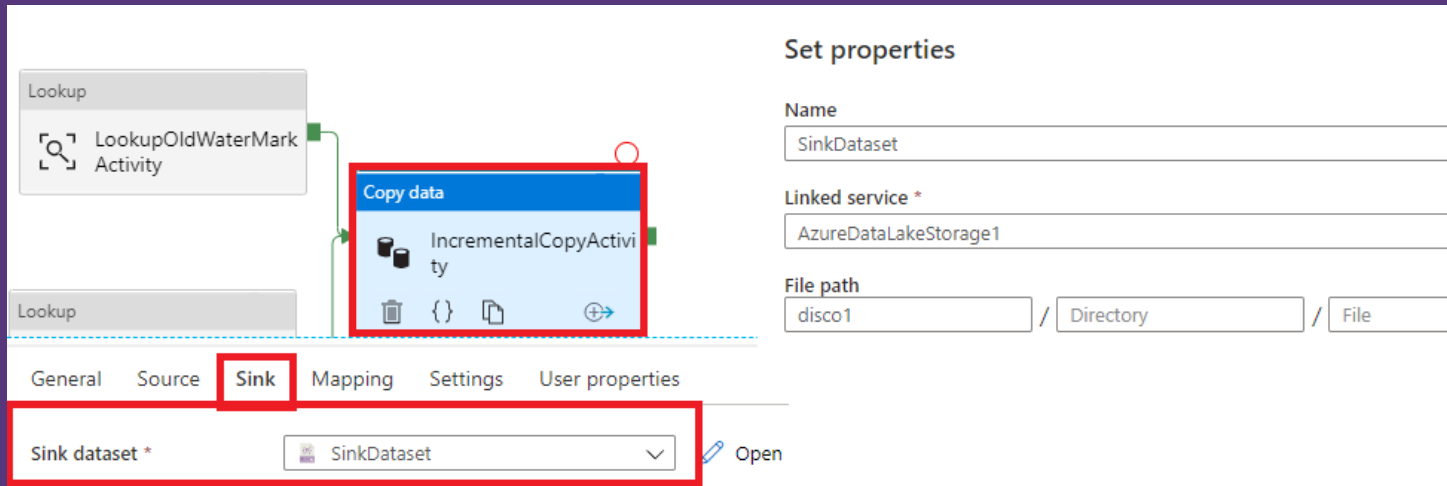 Lookup
LookupOldWaterMark
Activity
Copy data
IncrementalCopyActivi
ty
{}
Lookup
General Source Sink Mapping Settings User properties
Sink dataset * SinkDataset Open
Set properties
Name
SinkDataset
Linked service *
AzureDataLakeStorage1
File path
disco1 / Directory / File